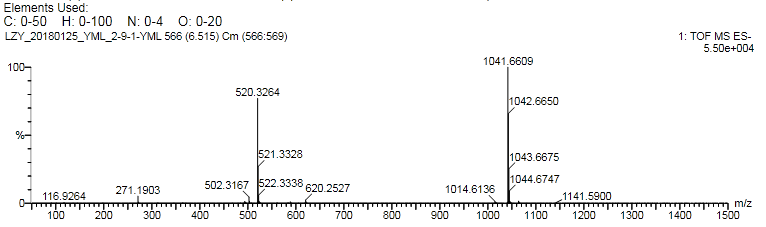 Elements Used:
C: 0-50 H: 0-100 N: 0-4 O: 0-20
LZY_20180125_YML_2-9-1-YML 566 (6.515) Cm (566:569)
1: TOF MS ES-
5.50e+004
1041.6609
100
520.3264
1042.6650
%
521.3328
1043.6675
1044.6747
116.9264
271.1903
502.3167
522.3338
620.2527
1014.6136
1141.5900
0
m/z
100 200 300 400 500 600 700 800 900 1000 1100 1200 1300 1400 1500